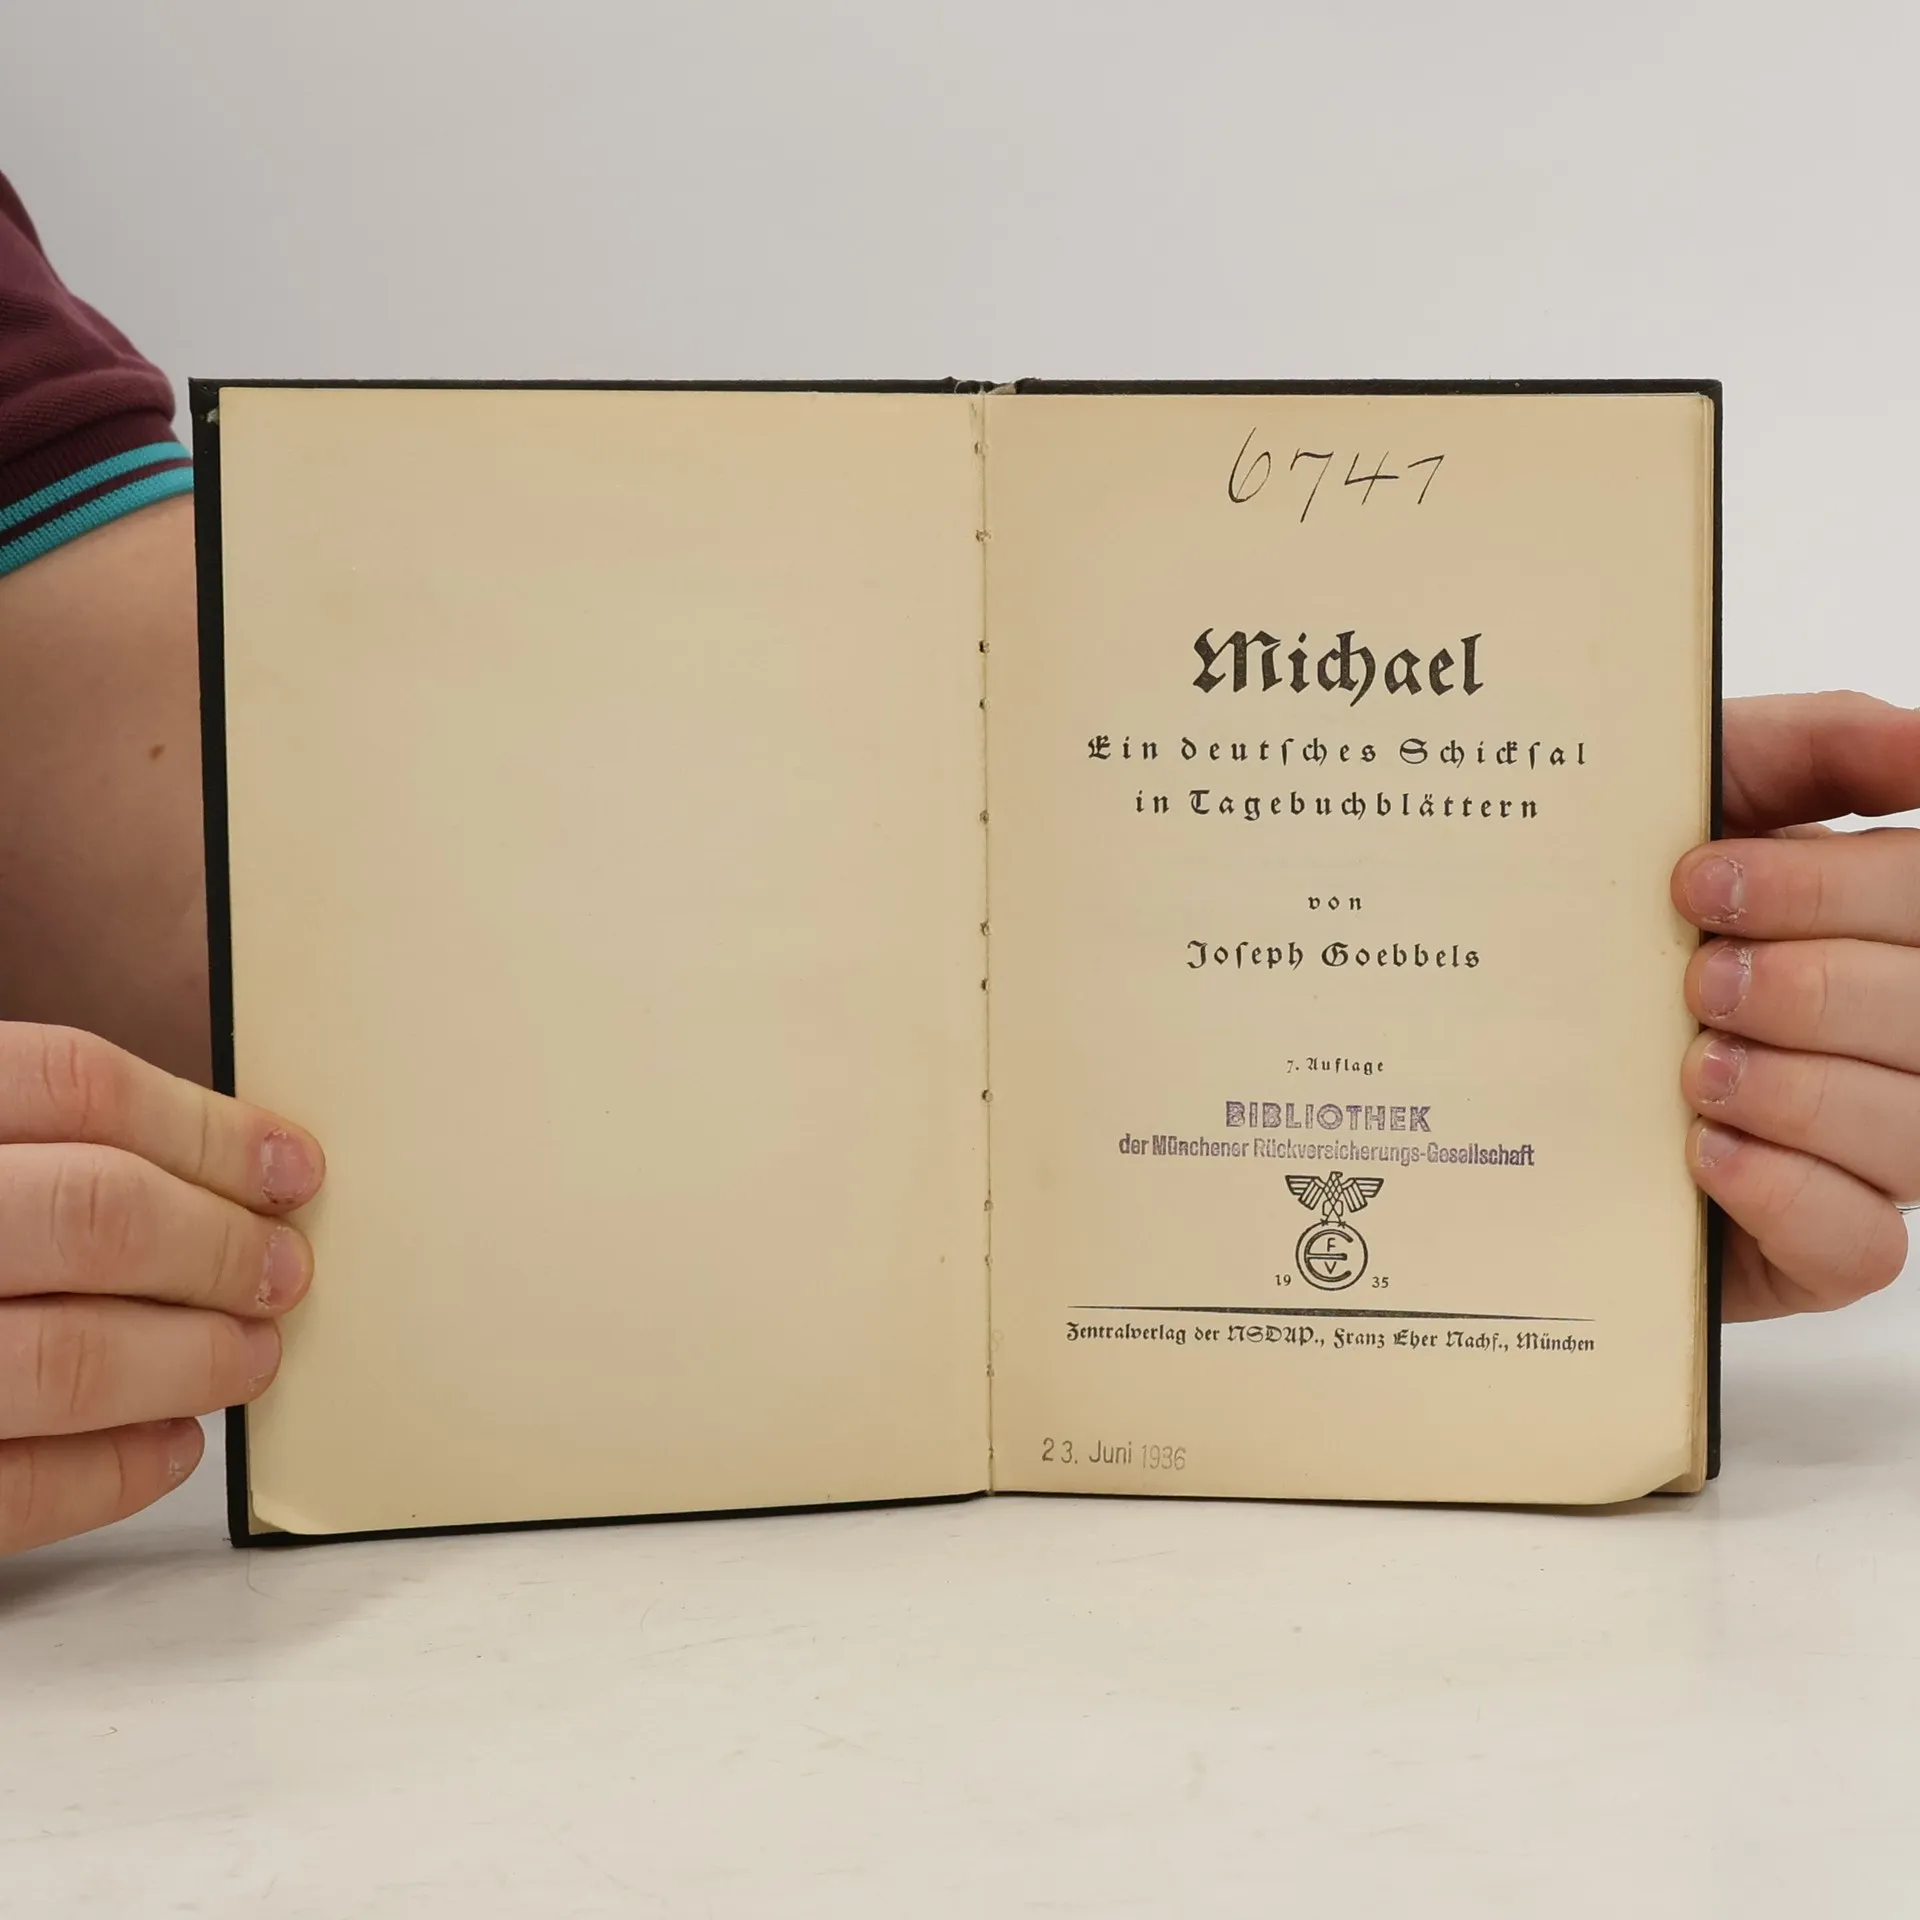 6741
Michael
Ein deutſches Schickſal
in Tagebuchblättern
von
Joſeph Goebbels
7. Auflage
BIBLIOTHEK
der Münchener Rückversicherungs-Gesellschaft
F
E
V
19 35
Zentralverlag der NSDAP., Franz Eher Nachf., München
23. Juni 1936